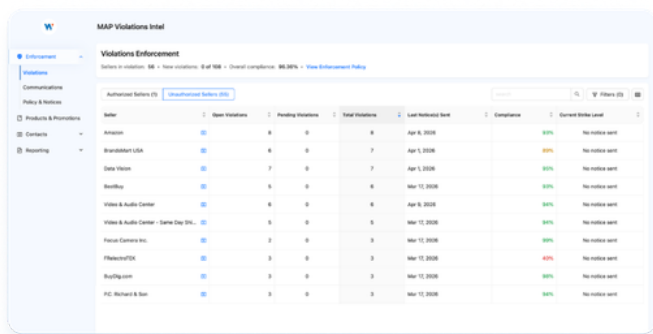 W
MAP Violations Intel
Enforcement
Violations
Communications
Policy & Notices
Products & Promotions
Contacts
Reporting
Violations Enforcement
Sellers in violation: 56 • New violations: 0 of 108 • Overall compliance: • View Enforcement Policy
Authorized Sellers (1) Unauthorized Sellers (55)
Search Filters (0)
Seller Open Violations Pending Violations Total Violations Last Notice(s) Sent Compliance Current Strike Level
Amazon 8 0 8 Apr 8, 2026 93% No notice sent
BrandsMart USA 6 0 7 Apr 1, 2026 No notice sent
Data Vision 7 0 7 Apr 1, 2026 93% No notice sent
BestBuy 5 0 6 Mar 17, 2026 94% No notice sent
Video & Audio Center 6 0 6 Apr 9, 2026 94% No notice sent
Video & Audio Center - Same Day Shi... 5 0 5 Mar 17, 2026 94% No notice sent
Focus Camera Inc. 2 0 3 Mar 17, 2026 No notice sent
3 0 3 Mar 17, 2026 40% No notice sent
BuyDig.com 3 0 3 Mar 17, 2026 98% No notice sent
P.C. Richard & Son 3 0 3 Mar 17, 2026 94% No notice sent